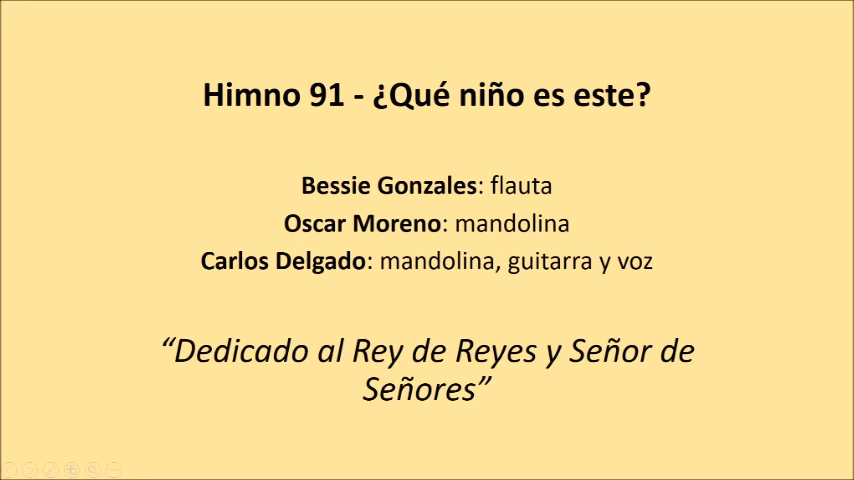 Himno 91 - ¿Qué niño es este?
Bessie Gonzales: flauta
Oscar Moreno: mandolina
Carlos Delgado: mandolina, guitarra y voz
“Dedicado al Rey de Reyes y Señor de
Señores”